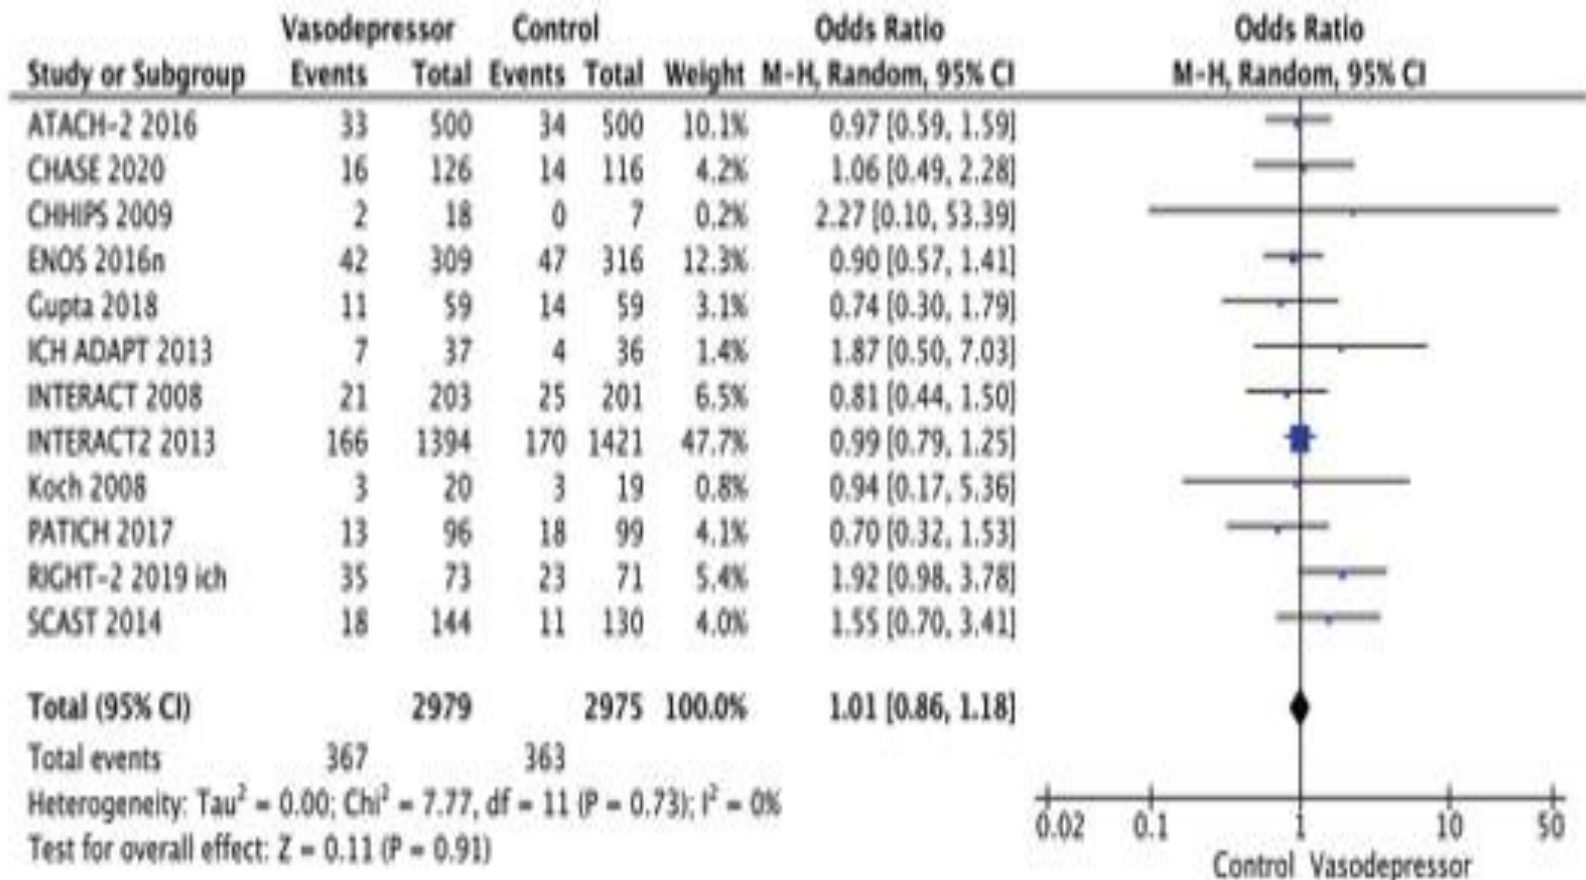 Vasodepressor Control Odds Ratio Odds Ratio
Study or Subgroup Events Total Events Total Weight M-H, Random, 95% CI M-H, Random, 95% CI
ATACH-2 2016 33 500 34 500 10.1% 0.97 [0.59, 1.59]
CHASE 2020 16 126 14 116 4.2% 1.06 [0.49, 2.28]
CHHIPS 2009 2 18 0 7 0.2% 2.27 [0.10, 53.39]
ENOS 2016n 42 309 47 316 12.3% 0.90 [0.57, 1.41]
Gupta 2018 11 59 14 59 3.1% 0.74 [0.30, 1.79]
ICH ADAPT 2013 7 37 4 36 1.4% 1.87 [0.50, 7.03]
INTERACT 2008 21 203 25 201 6.5% 0.81 [0.44, 1.50]
INTERACT2 2013 166 1394 170 1421 47.7% 0.99 [0.79, 1.25]
Koch 2008 3 20 3 19 0.8% 0.94 [0.17, 5.36]
PATICH 2017 13 96 18 99 4.1% 0.70 [0.32, 1.53]
RIGHT-2 2019 ich 35 73 23 71 5.4% 1.92 [0.98, 3.78]
SCAST 2014 18 144 11 130 4.0% 1.55 [0.70, 3.41]
Total (95% CI) 2979 2975 100.0% 1.01 [0.86, 1.18]
Total events 367 363
Heterogeneity: Tau² = 0.00; Chi² = 7.77, df = 11 (P = 0.73); I² = 0%
Test for overall effect: Z = 0.11 (P = 0.91)
0.02 0.1 1 10 50
Control Vasodepressor